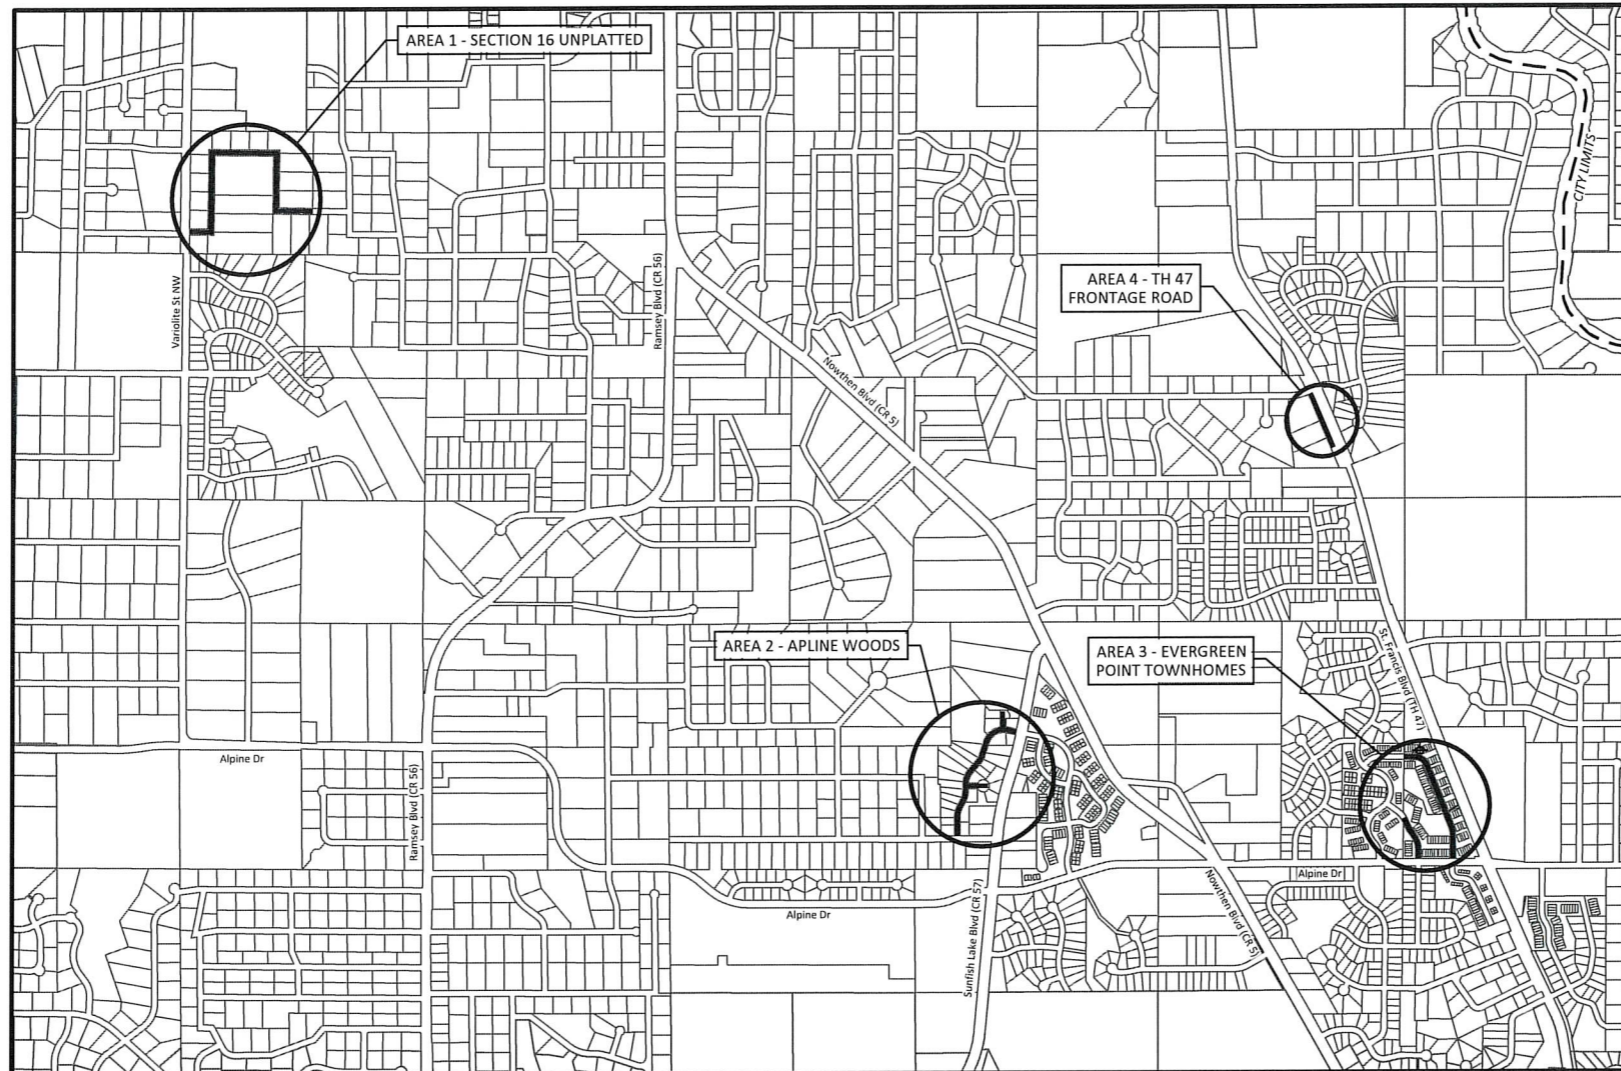 AREA 1 - SECTION 16 UNPLATTED
CITY LIMITS
Variolite St NW
Ramsey Blvd (CR 56)
AREA 4 - TH 47
FRONTAGE ROAD
Nowthen Blvd (CR 5)
AREA 2 - APLINE WOODS
AREA 3 - EVERGREEN
POINT TOWNHOMES
St. Francis Blvd (TH 47)
Alpine Dr
Ramsey Blvd (CR 56)
Alpine Dr
Alpine Dr
Sunfish Lake Blvd (CR 57)
Nowthen Blvd (CR 5)